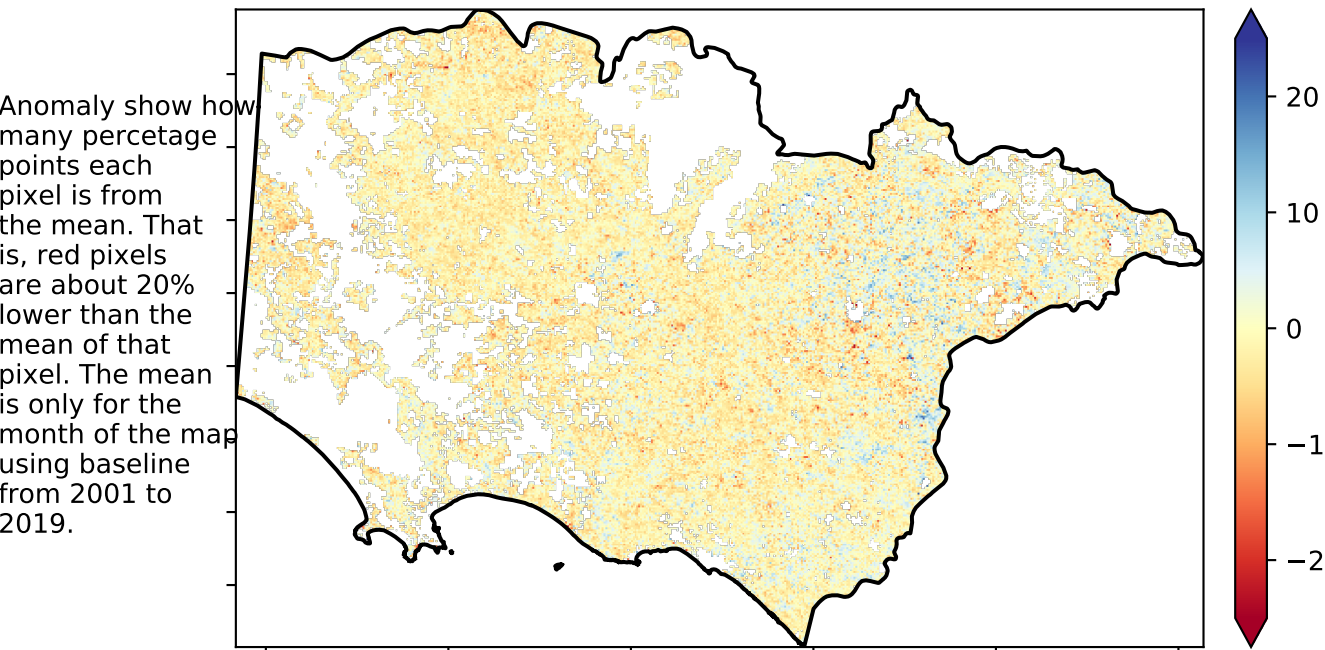 Anomaly show how
many percetage
points each
pixel is from
the mean. That
is, red pixels
are about 20%
lower than the
mean of that
pixel. The mean
is only for the
month of the map
using baseline
from 2001 to
2019.
20
10
0
−1
−2